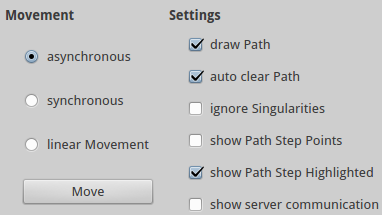 Movement
asynchronous
synchronous
linear Movement
Move
Settings
draw Path
auto clear Path
ignore Singularities
show Path Step Points
show Path Step Highlighted
show server communication